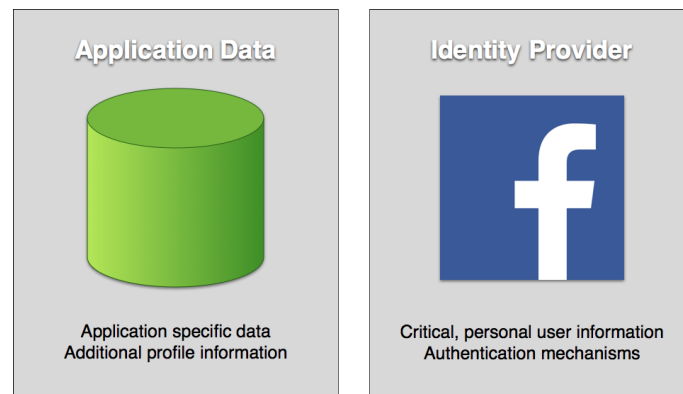 Application Data
Application specific data
Additional profile information
Identity Provider
f
Critical, personal user information
Authentication mechanisms